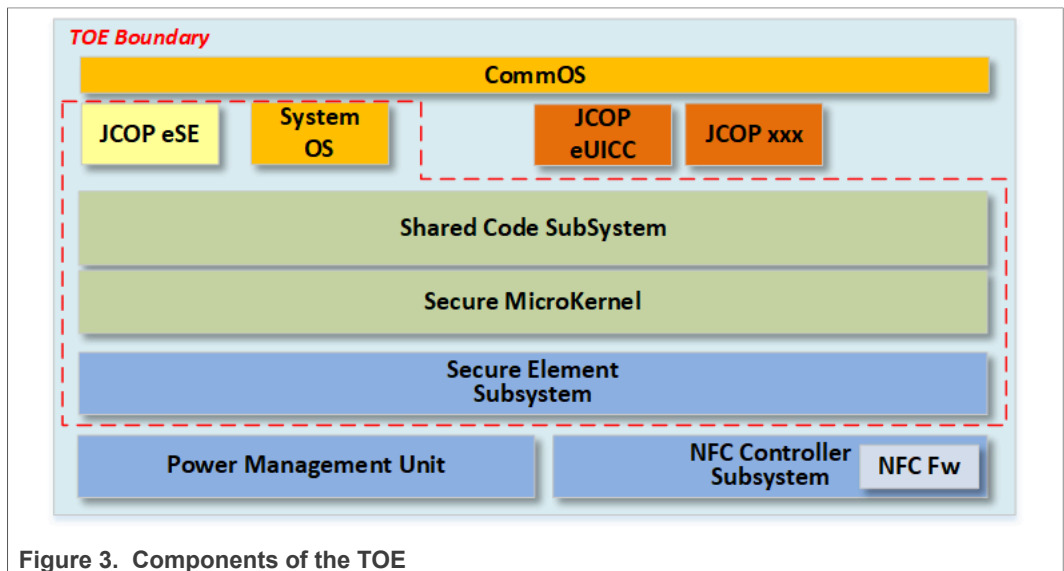 TOE Boundary
CommOS
JCOP eSE
System
OS
JCOP
eUICC
JCOP xxx
Shared Code SubSystem
Secure MicroKernel
Secure Element
Subsystem
Power Management Unit
NFC Controller
Subsystem
NFC Fw
Figure 3. Components of the TOE